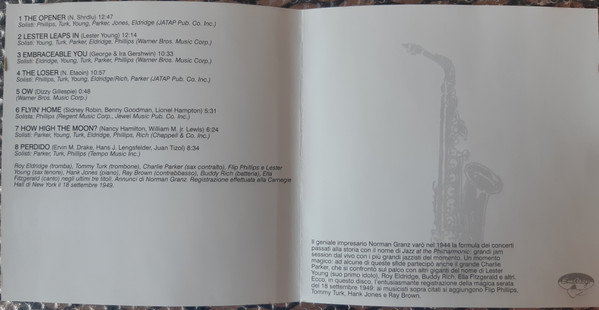 1 THE OPENER (N. Shrdlu) 12:47
Solisti: Phillips, Turk, Young, Parker, Jones, Eldridge (JATAP Pub. Co. Inc.)
2 LESTER LEAPS IN (Lester Young) 12:14
Solisti: Young, Turk, Parker, Eldridge, Phillips (Warner Bros. Music Corp.)
3 EMBRACEABLE YOU (George & Ira Gershwin) 10:33
Solisti: Eldridge, Young, Turk, Parker, Phillips (Warner Bros. Music Corp.)
4 THE LOSER (N. Etaoin) 10:57
Solisti: Phillips, Turk, Young, Eldridge/Rich, Parker (JATAP Pub. Co. Inc.)
5 OW (Dizzy Gillespie) 0:48
(Warner Bros. Music Corp.)
6 FLYIN' HOME (Sidney Robin, Benny Goodman, Lionel Hampton) 5:31
Solista: Phillips (Regent Music Corp., Jewel Music Pub. Co. Inc.)
7 HOW HIGH THE MOON? (Nancy Hamilton, William M. jr. Lewis) 6:24
Solisti: Parker, Young, Turk, Eldridge, Phillips, Rich (Chappell & Co. Inc.)
8 PERDIDO (Ervin M. Drake, Hans J. Lengsfelder, Juan Tizol) 8:34
Solisti: Parker, Turk, Phillips (Tempo Music Inc.)
Roy Eldridge (tromba), Tommy Turk (trombone), Charlie Parker (sax contralto), Flip Phillips e Lester
Young (sax tenore), Hank Jones (piano), Ray Brown (contrabbasso), Buddy Rich (batteria), Ella
Fitzgerald (canto) negli ultimi tre titoli. Annunci di Norman Granz. Registrazione effettuata alla Carnegie
Hall di New York il 18 settembre 1949.
Il geniale impresario Norman Granz varò nel 1944 la formula dei concerti
passati alla storia con il nome di Jazz at the Philharmonic: grandi jam
session dal vivo con i più grandi jazzisti del momento. Un momento
magico: ad alcune di queste sfide partecipò anche il grande Charlie
Parker, che si confrontò sul palco con altri giganti del nome di Lester
Young (suo primo idolo), Roy Eldridge, Buddy Rich, Ella Fitzgerald e altri.
Ecco, in questo disco, l'entusiasmante registrazione della magica serata
del 18 settembre 1949: ai musicisti sopra citati si aggiungono Flip Phillips,
Tommy Turk, Hank Jones e Ray Brown.